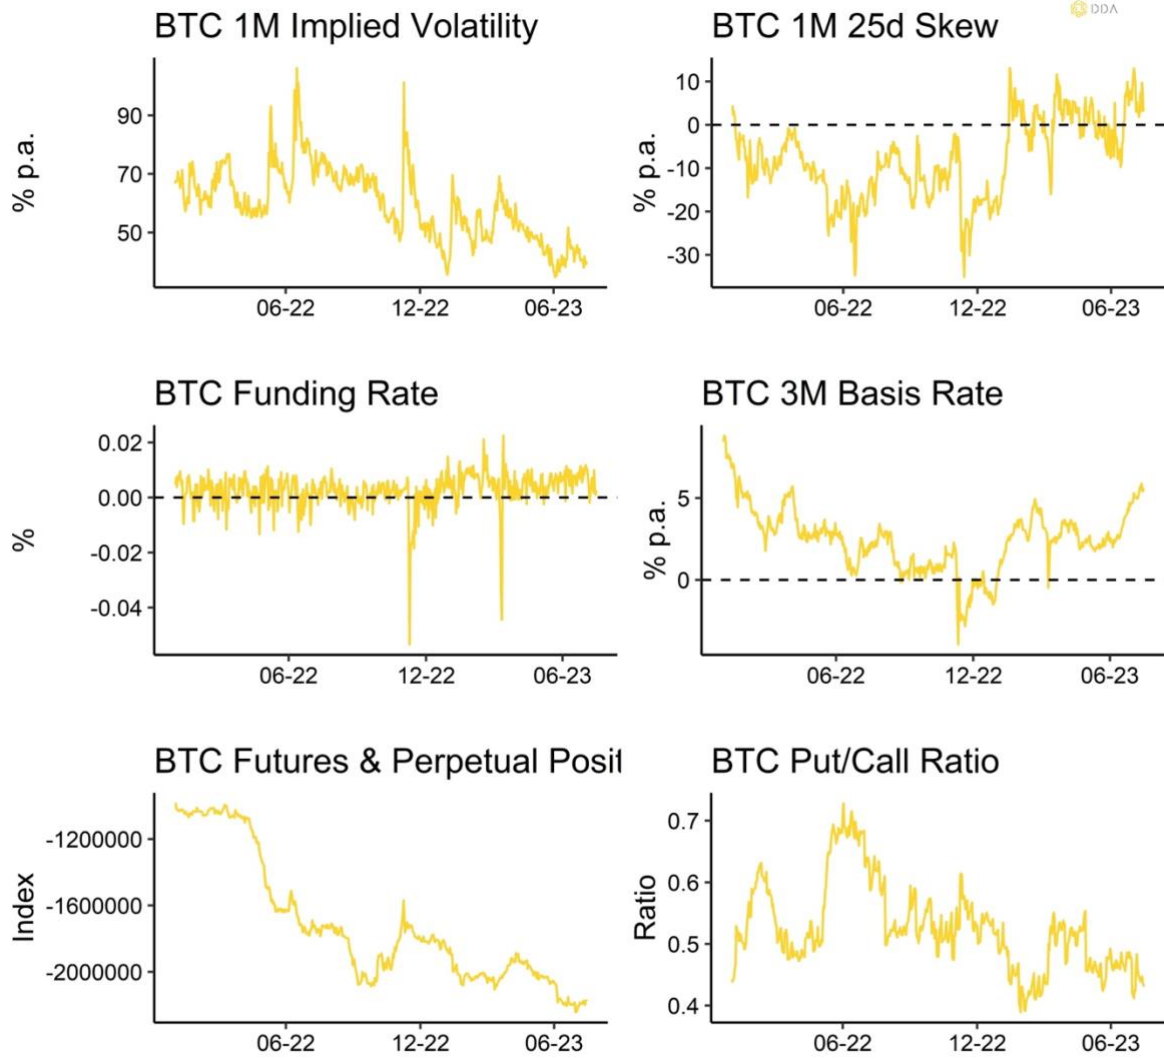 DDA
BTC 1M Implied Volatility
% p.a.
90
70
50
06-22 12-22 06-23
BTC 1M 25d Skew
% p.a.
10
0
-10
-20
-30
06-22 12-22 06-23
BTC Funding Rate
%
0.02
0.00
-0.02
-0.04
06-22 12-22 06-23
BTC 3M Basis Rate
% p.a.
5
0
06-22 12-22 06-23
BTC Futures & Perpetual Posit
Index
-1200000
-1600000
-2000000
06-22 12-22 06-23
BTC Put/Call Ratio
Ratio
0.7
0.6
0.5
0.4
06-22 12-22 06-23